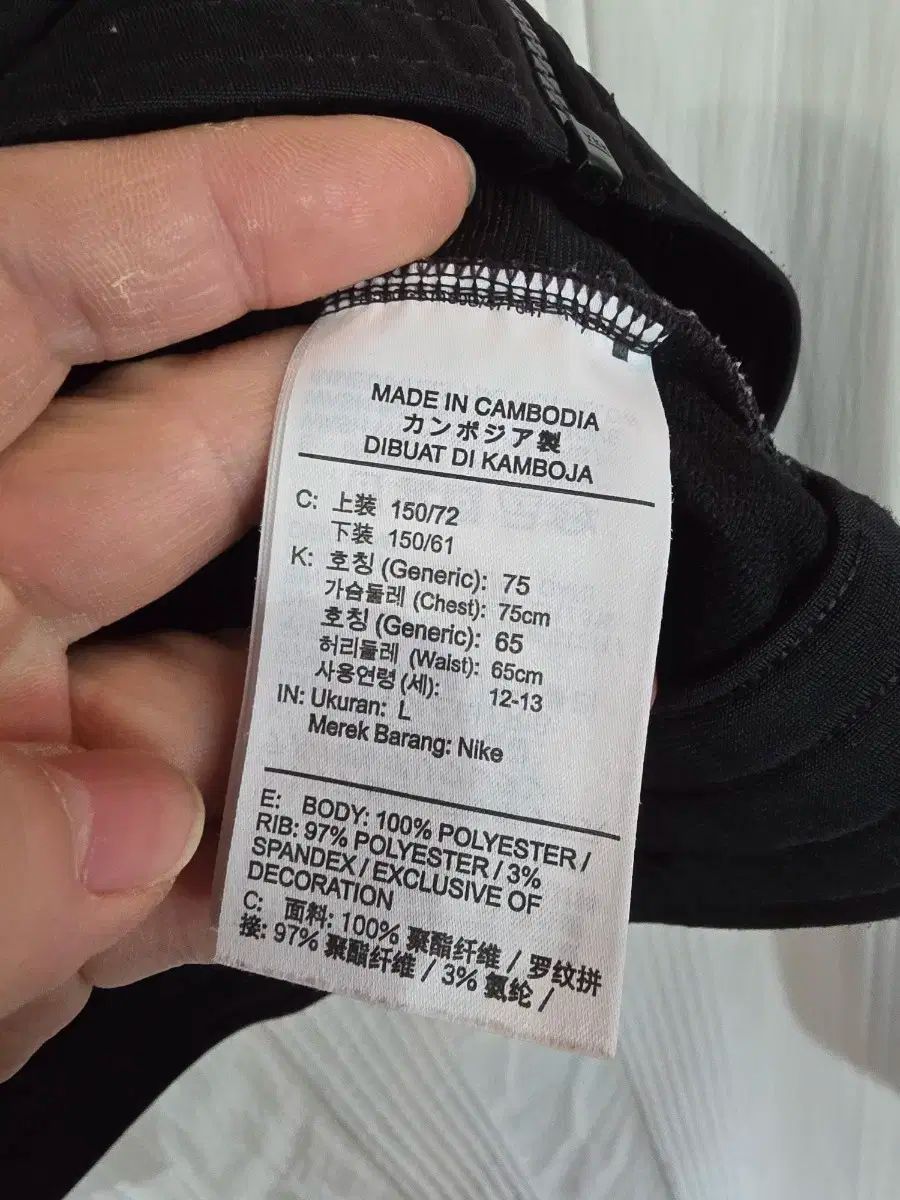 MADE IN CAMBODIA
カンボジア製
DIBUAT DI KAMBOJA
C: 上装 150/72
下装 150/61
K: 호칭 (Generic): 75
가슴둘레 (Chest): 75cm
호칭 (Generic): 65
허리둘레 (Waist): 65cm
사용연령 (세): 12-13
IN: Ukuran: L
Merek Barang: Nike
E: BODY: 100% POLYESTER /
RIB: 97% POLYESTER / 3%
SPANDEX / EXCLUSIVE OF
DECORATION
C: 面料: 100% 聚酯纤维 / 罗纹拼
接: 97% 聚酯纤维 / 3% 氨纶 /